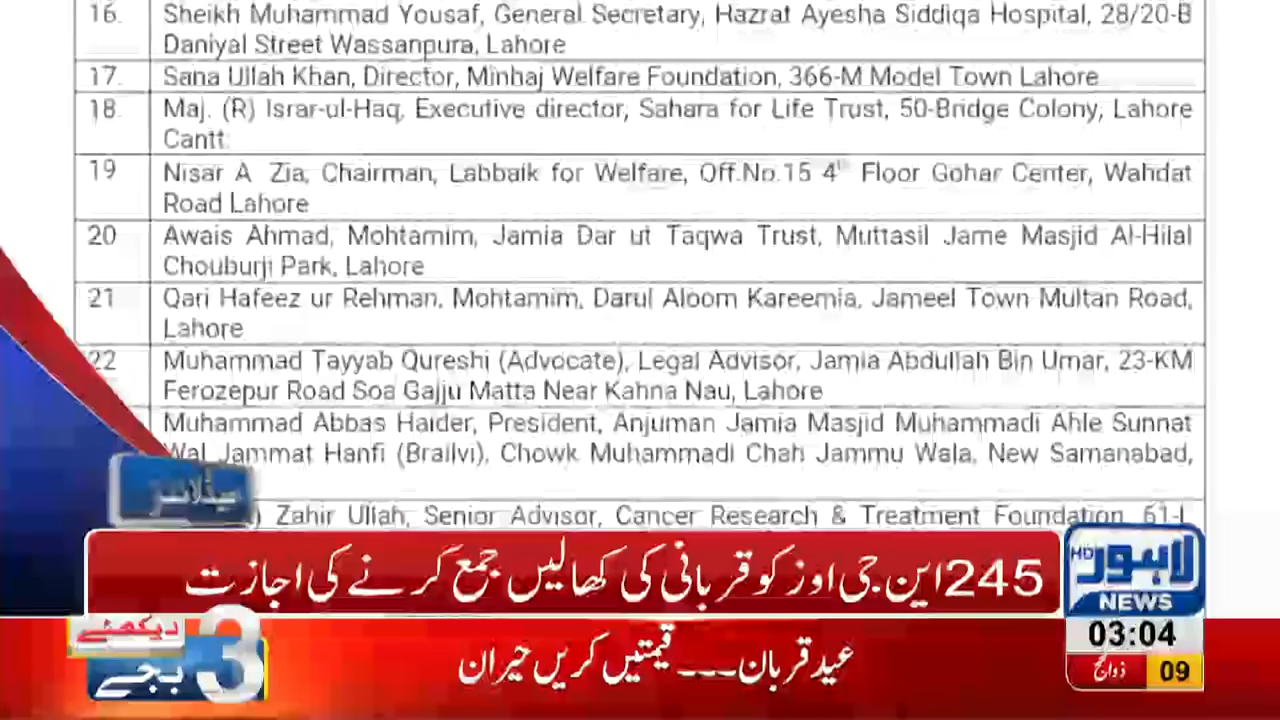 16. Sheikh Muhammad Yousaf, General Secretary, Hazrat Ayesha Siddiqa Hospital, 28/20-B
Daniyal Street Wassanpura, Lahore
17. Sana Ullah Khan, Director, Minhaj Welfare Foundation, 366-M Model Town Lahore
18. Maj. (R) Israr-ul-Haq, Executive director, Sahara for Life Trust, 50-Bridge Colony, Lahore
Cantt.
19 Nisar A Zia, Chairman, Labbaik for Welfare, Off.No.15 4th Floor Gohar Center, Wahdat
Road Lahore
20 Awais Ahmad, Mohtamim, Jamia Dar ut Taqwa Trust, Muttasil Jame Masjid Al-Hilal
Chouburji Park, Lahore
21 Qari Hafeez ur Rehman, Mohtamim, Darul Aloom Kareemia, Jameel Town Multan Road,
Lahore
22 Muhammad Tayyab Qureshi (Advocate), Legal Advisor, Jamia Abdullah Bin Umar, 23-KM
Ferozepur Road Soa Gajju Matta Near Kahna Nau, Lahore
Muhammad Abbas Haider, President, Anjuman Jamia Masjid Muhammadi Ahle Sunnat
Wal Jammat Hanfi (Brailvi), Chowk Muhammadi Chah Jammu Wala, New Samanabad,
Zahir Ullah, Senior Advisor, Cancer Research & Treatment Foundation, 61-L
ہیڈلائنز
245این جی اوز کو قربانی کی کھالیں جمع کرنے کی اجازت
HD لاہور
NEWS
دیکھئے
3 بجے
عید قربان ۔۔۔ قیمتیں کریں حیران
03:04
ذوالحج 09